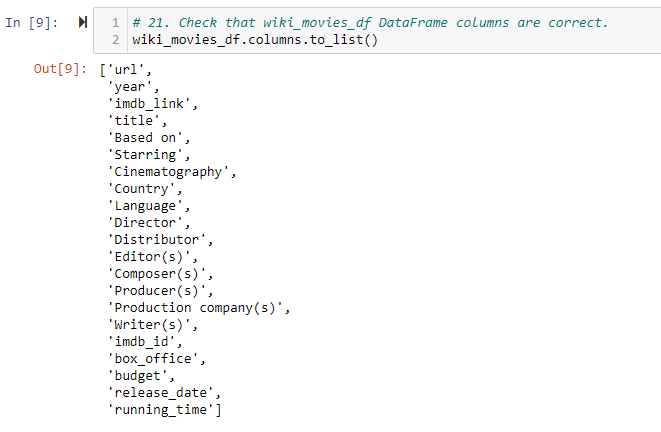 In [9]: 1 # 21. Check that wiki_movies_df DataFrame columns are correct.
2 wiki_movies_df.columns.to_list()
Out[9]: ['url',
'year',
'imdb_link',
'title',
'Based on',
'Starring',
'Cinematography',
'Country',
'Language',
'Director',
'Distributor',
'Editor(s)',
'Composer(s)',
'Producer(s)',
'Production company(s)',
'Writer(s)',
'imdb_id',
'box_office',
'budget',
'release_date',
'running_time']